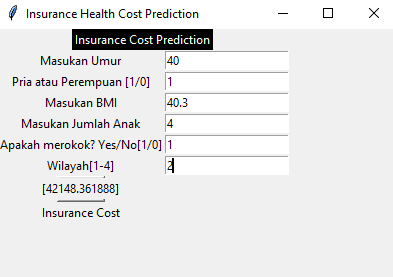 Insurance Health Cost Prediction
Insurance Cost Prediction
Masukan Umur 40
Pria atau Perempuan [1/0] 1
Masukan BMI 40.3
Masukan Jumlah Anak 4
Apakah merokok? Yes/No[1/0] 1
Wilayah[1-4] 2
[42148.361888]
Insurance Cost